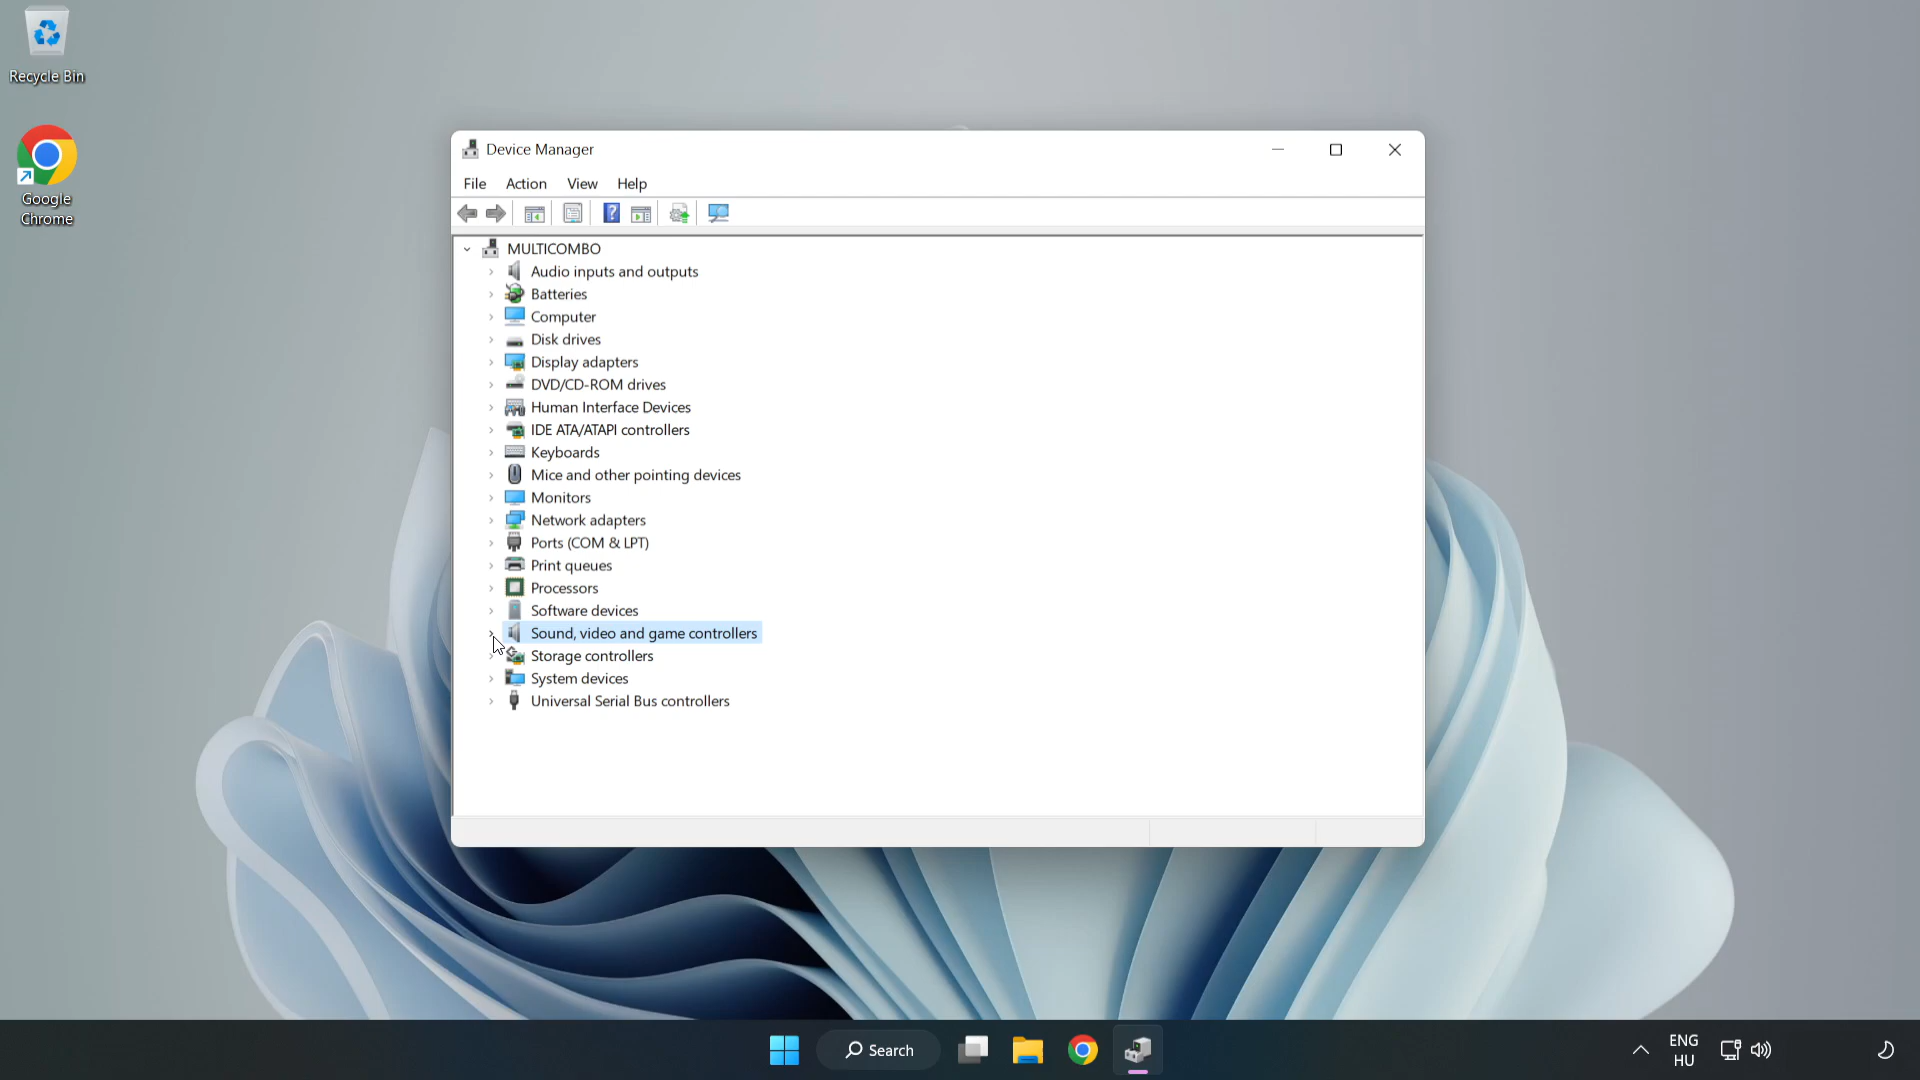 Recycle Bin
Google
Chrome
Device Manager
File Action View Help
MULTICOMBO
Audio inputs and outputs
Batteries
Computer
Disk drives
Display adapters
DVD/CD-ROM drives
Human Interface Devices
IDE ATA/ATAPI controllers
Keyboards
Mice and other pointing devices
Monitors
Network adapters
Ports (COM & LPT)
Print queues
Processors
Software devices
Sound, video and game controllers
Storage controllers
System devices
Universal Serial Bus controllers
Search
ENG
HU